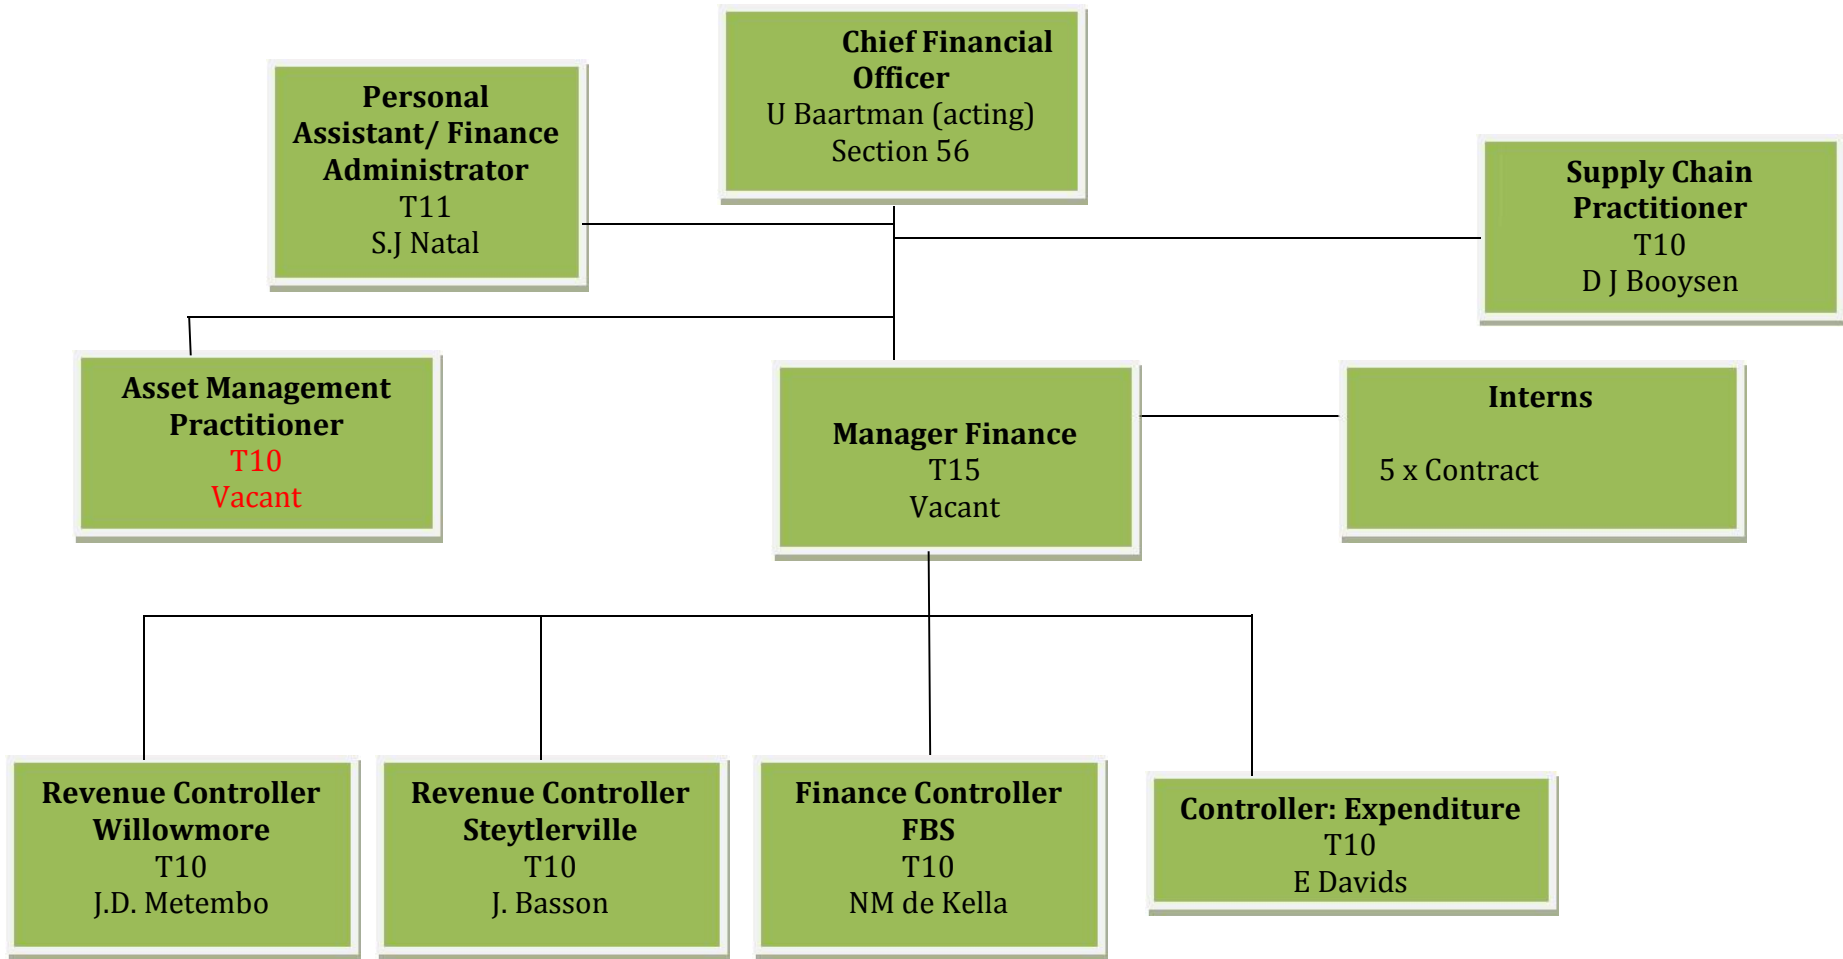 Chief Financial
Officer
U Baartman (acting)
Section 56
Personal
Assistant/ Finance
Administrator
T11
S.J Natal
Supply Chain
Practitioner
T10
D J Booysen
Asset Management
Practitioner
T10
Vacant
Manager Finance
T15
Vacant
Interns
5 x Contract
Revenue Controller
Willowmore
T10
J.D. Metembo
Revenue Controller
Steytlerville
T10
J. Basson
Finance Controller
FBS
T10
NM de Kella
Controller: Expenditure
T10
E Davids